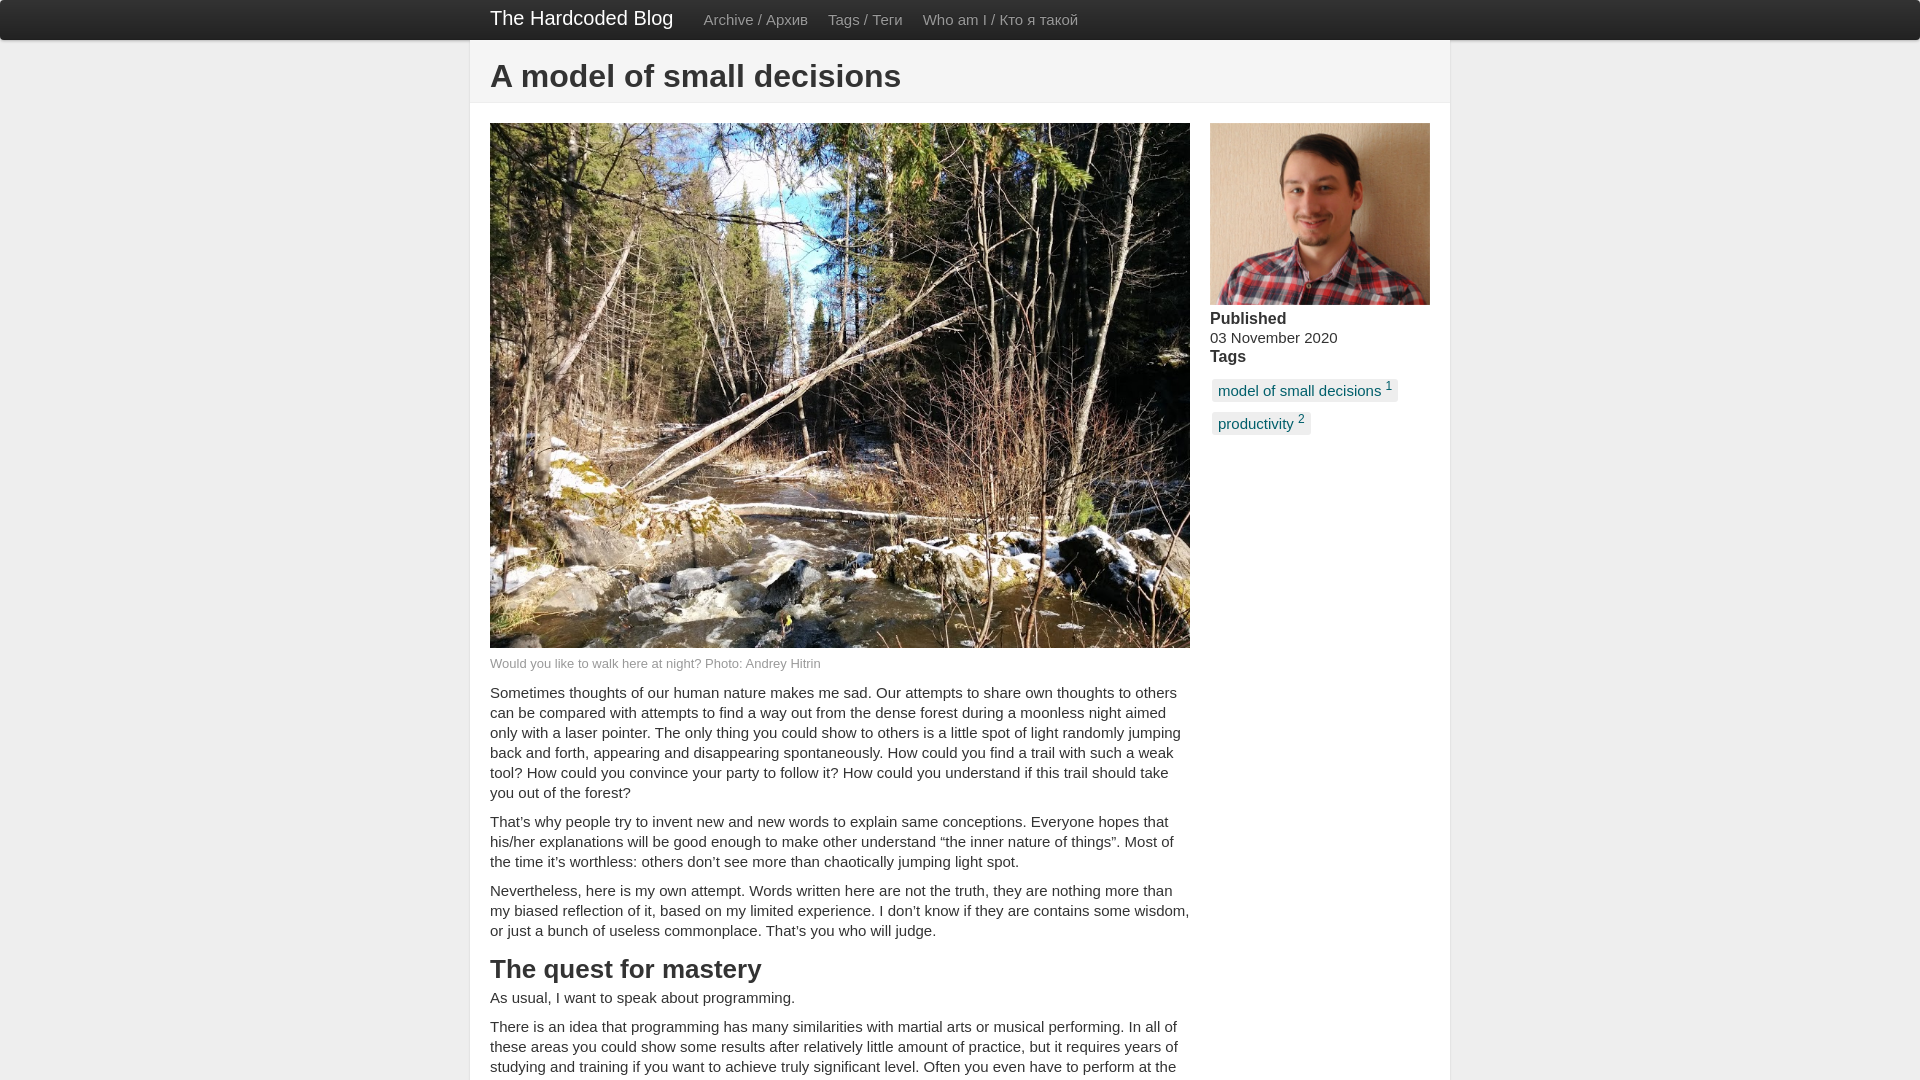 The Hardcoded Blog Archive / Архив Tags / Теги Who am I / Кто я такой
A model of small decisions
Published
03 November 2020
Tags
model of small decisions 1
productivity 2
Would you like to walk here at night? Photo: Andrey Hitrin
Sometimes thoughts of our human nature makes me sad. Our attempts to share own thoughts to others
can be compared with attempts to find a way out from the dense forest during a moonless night aimed
only with a laser pointer. The only thing you could show to others is a little spot of light randomly jumping
back and forth, appearing and disappearing spontaneously. How could you find a trail with such a weak
tool? How could you convince your party to follow it? How could you understand if this trail should take
you out of the forest?
That’s why people try to invent new and new words to explain same conceptions. Everyone hopes that
his/her explanations will be good enough to make other understand “the inner nature of things”. Most of
the time it’s worthless: others don’t see more than chaotically jumping light spot.
Nevertheless, here is my own attempt. Words written here are not the truth, they are nothing more than
my biased reflection of it, based on my limited experience. I don’t know if they are contains some wisdom,
or just a bunch of useless commonplace. That’s you who will judge.
The quest for mastery
As usual, I want to speak about programming.
There is an idea that programming has many similarities with martial arts or musical performing. In all of
these areas you could show some results after relatively little amount of practice, but it requires years of
studying and training if you want to achieve truly significant level. Often you even have to perform at the